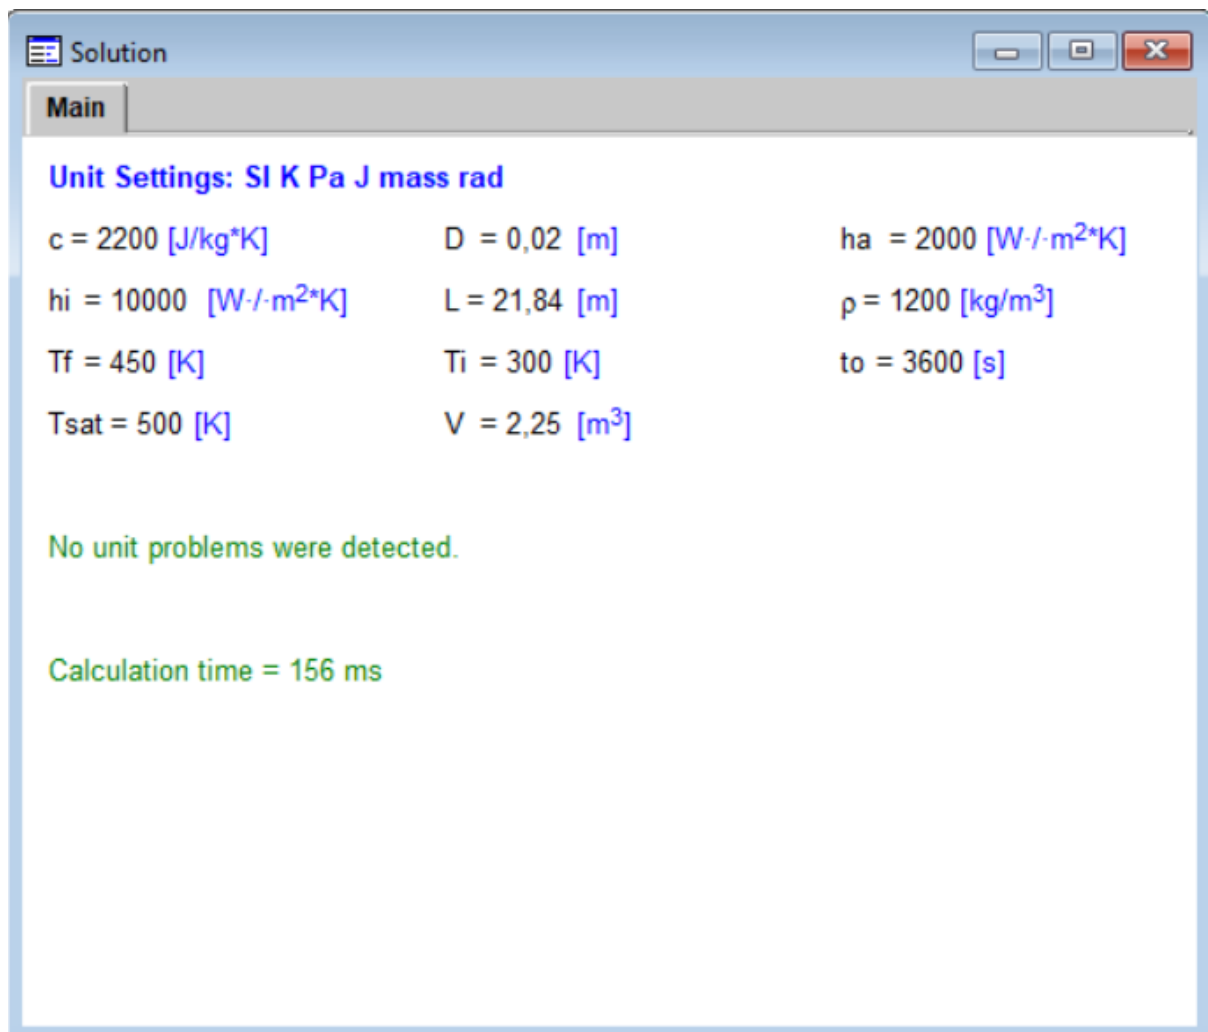 Solution
Main
Unit Settings: SI K Pa J mass rad
c = 2200 [J/kg*K] D = 0,02 [m] ha = 2000 [W·/·m²*K]
hi = 10000 [W·/·m²*K] L = 21,84 [m] ρ = 1200 [kg/m³]
Tf = 450 [K] Ti = 300 [K] to = 3600 [s]
Tsat = 500 [K] V = 2,25 [m³]
No unit problems were detected.
Calculation time = 156 ms